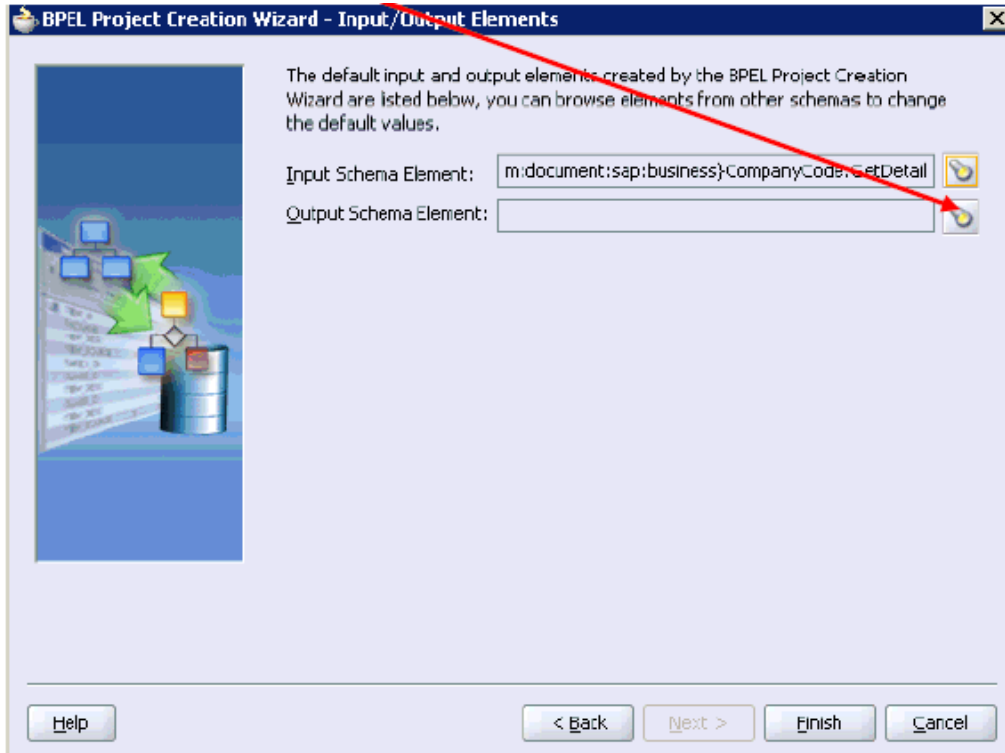 BPEL Project Creation Wizard - Input/Output Elements
The default input and output elements created by the BPEL Project Creation
Wizard are listed below, you can browse elements from other schemas to change
the default values.
Input Schema Element: m:document:sap:business}CompanyCode.GetDetail
Output Schema Element:
Help < Back Next > Finish Cancel